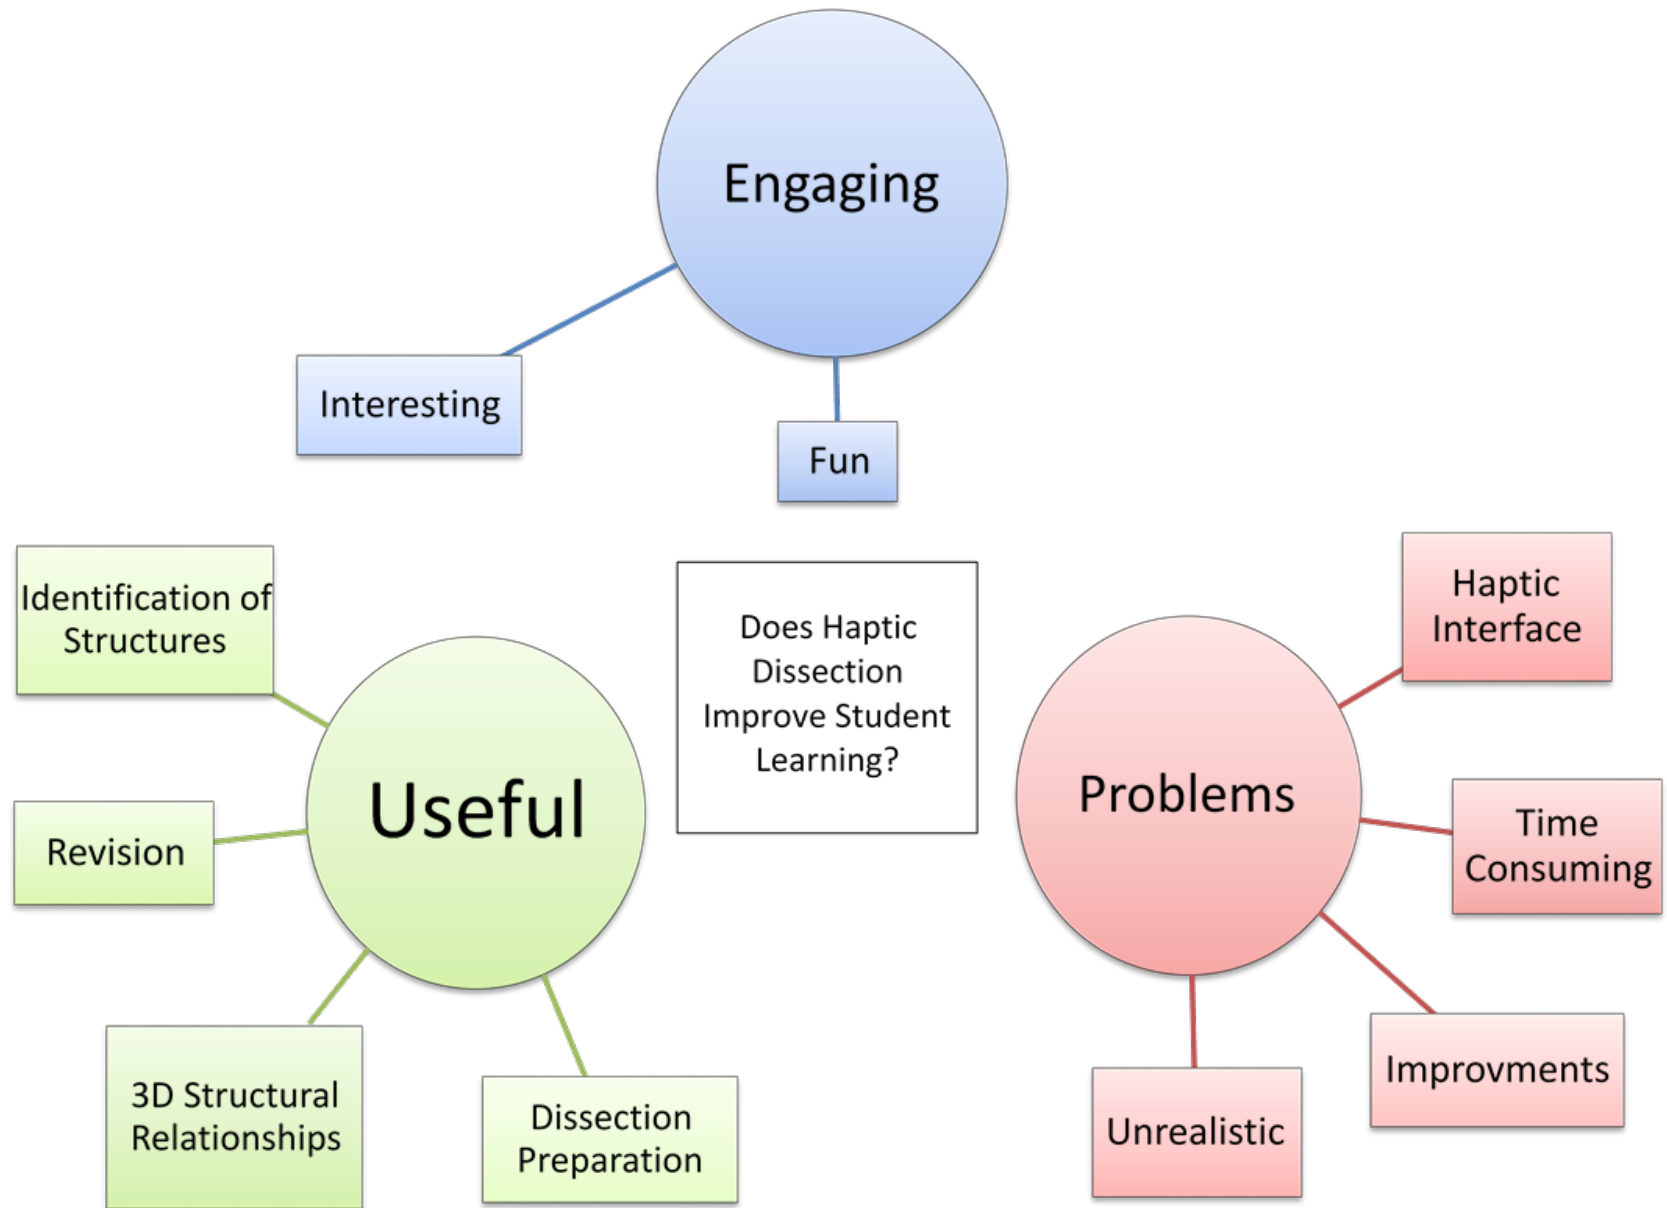 Engaging
Interesting
Fun
Identification of
Structures
Useful
Revision
3D Structural
Relationships
Dissection
Preparation
Does Haptic
Dissection
Improve Student
Learning?
Problems
Haptic
Interface
Time
Consuming
Improvments
Unrealistic